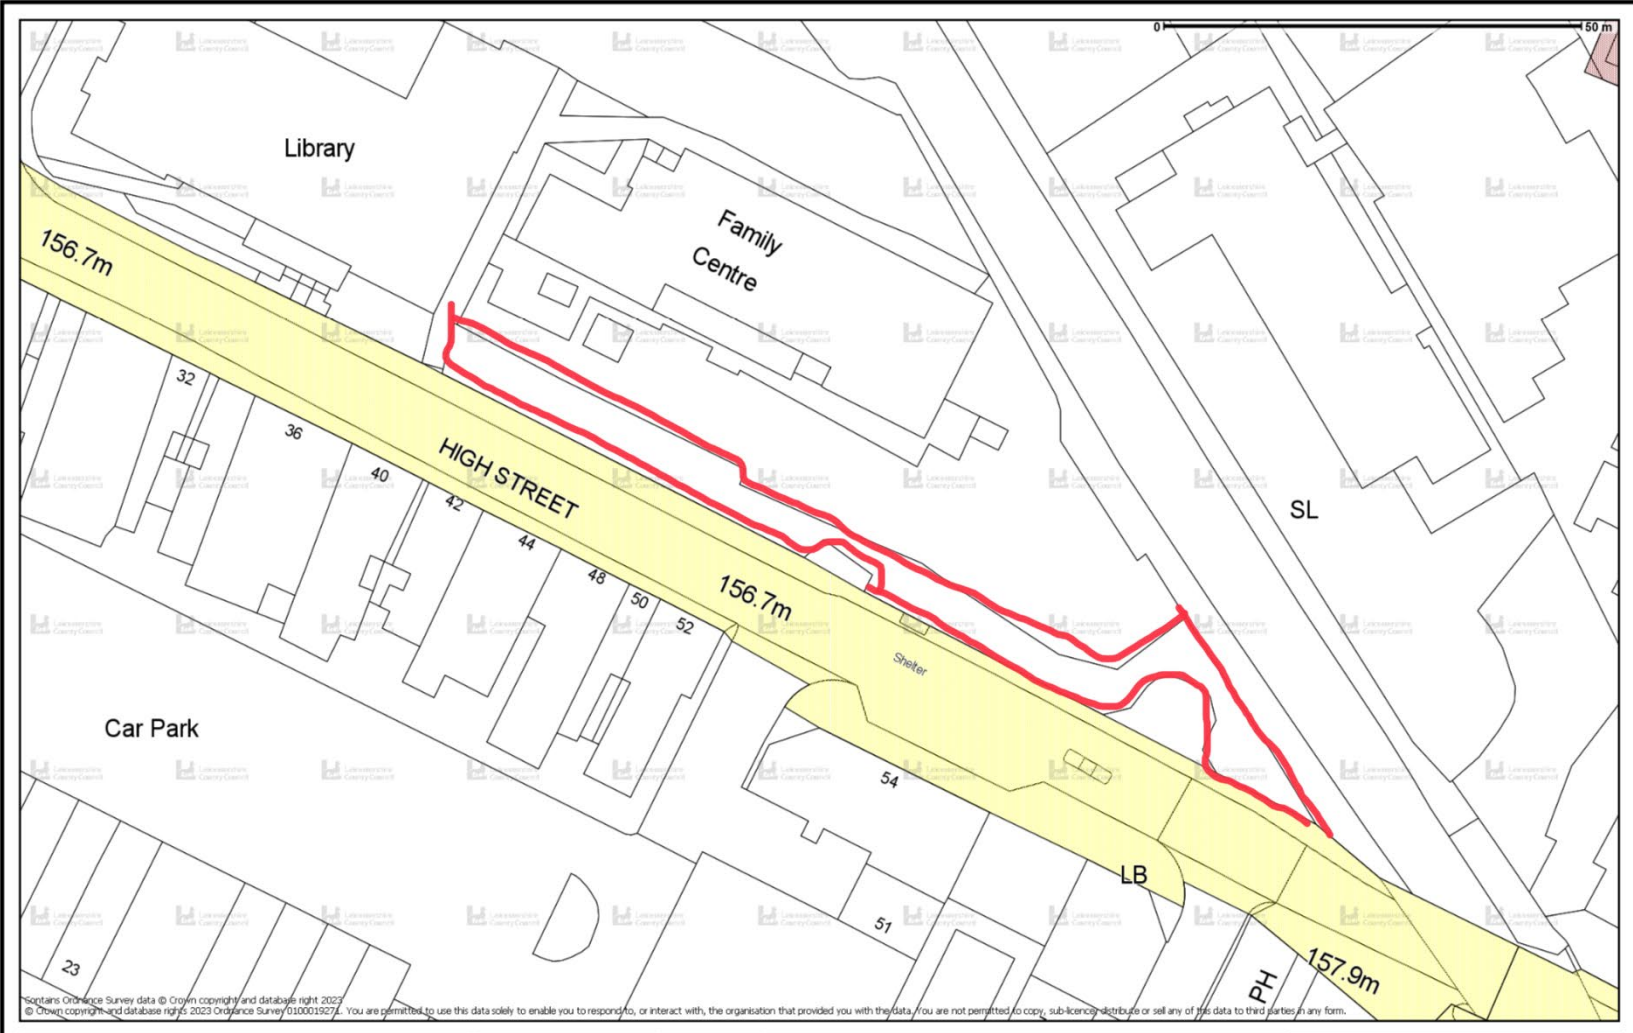 0
50 m
Library
Family
Centre
156.7m
32
36
40
HIGH STREET
42
44
48
50
52
156.7m
Shelter
SL
Car Park
54
LB
51
23
PH
157.9m
Contains Ordnance Survey data © Crown copyright and database right 2023
© Crown copyright and database rights 2023 Ordnance Survey 0100019271. You are permitted to use this data solely to enable you to respond to, or interact with, the organisation that provided you with the data. You are not permitted to copy, sub-licence, distribute or sell any of this data to third parties in any form.
Leicestershire
County Council